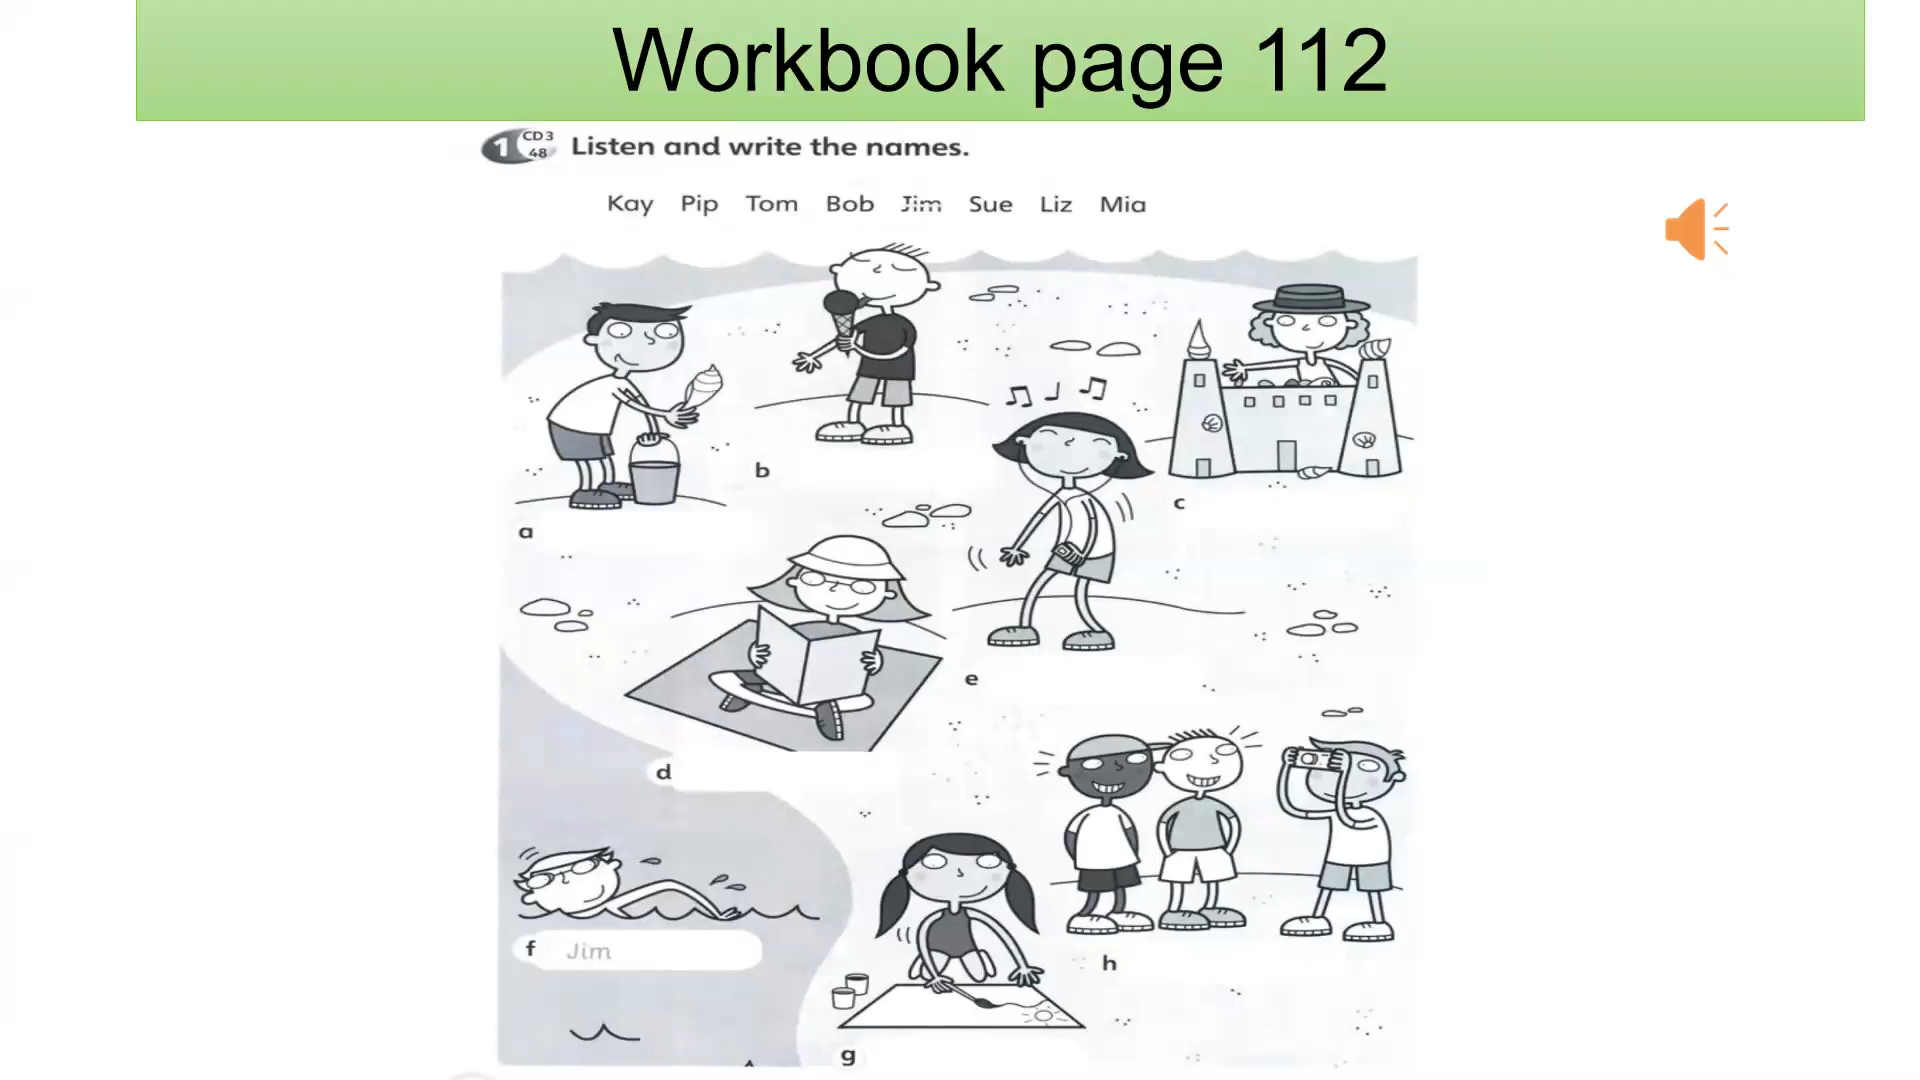 Workbook page 112
1 CD3 48 Listen and write the names.
Kay Pip Tom Bob Jim Sue Liz Mia
b
c
a
e
d
f Jim
h
g